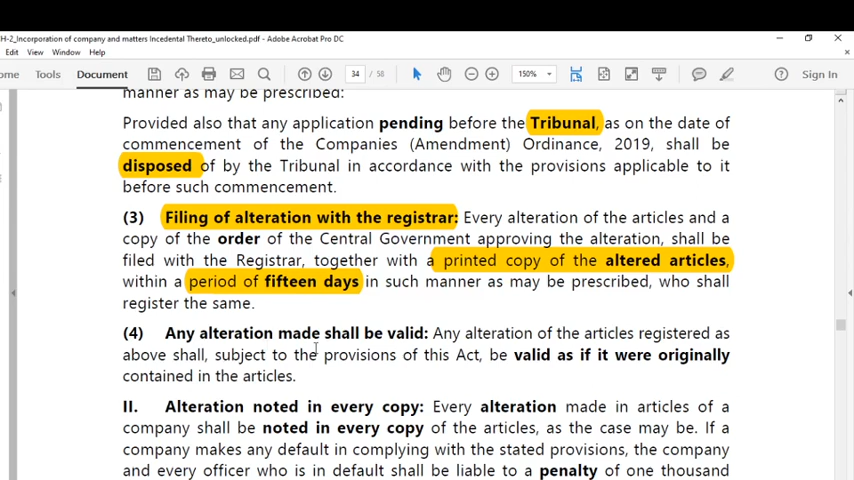 H-2_Incorporation of company and matters Incedental Thereto_unlocked.pdf - Adobe Acrobat Pro DC
Edit View Window Help
ome Tools Document 34 / 58 150% Sign In
manner as may be prescribed:
Provided also that any application pending before the Tribunal, as on the date of
commencement of the Companies (Amendment) Ordinance, 2019, shall be
disposed of by the Tribunal in accordance with the provisions applicable to it
before such commencement.
(3) Filing of alteration with the registrar: Every alteration of the articles and a
copy of the order of the Central Government approving the alteration, shall be
filed with the Registrar, together with a printed copy of the altered articles,
within a period of fifteen days in such manner as may be prescribed, who shall
register the same.
(4) Any alteration made shall be valid: Any alteration of the articles registered as
above shall, subject to the provisions of this Act, be valid as if it were originally
contained in the articles.
II. Alteration noted in every copy: Every alteration made in articles of a
company shall be noted in every copy of the articles, as the case may be. If a
company makes any default in complying with the stated provisions, the company
and every officer who is in default shall be liable to a penalty of one thousand